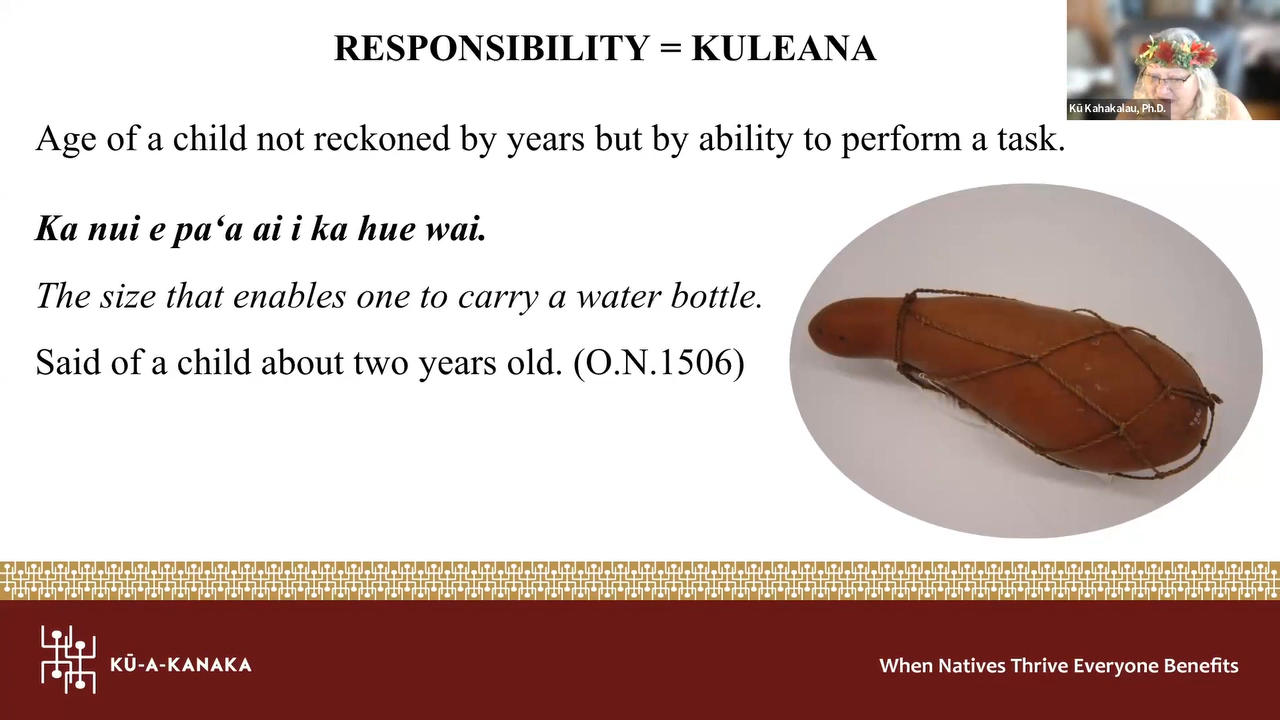 RESPONSIBILITY = KULEANA
Kū Kahakalau, Ph.D.
Age of a child not reckoned by years but by ability to perform a task.
Ka nui e paʻa ai i ka hue wai.
The size that enables one to carry a water bottle.
Said of a child about two years old. (O.N.1506)
KŪ-A-KANAKA
When Natives Thrive Everyone Benefits